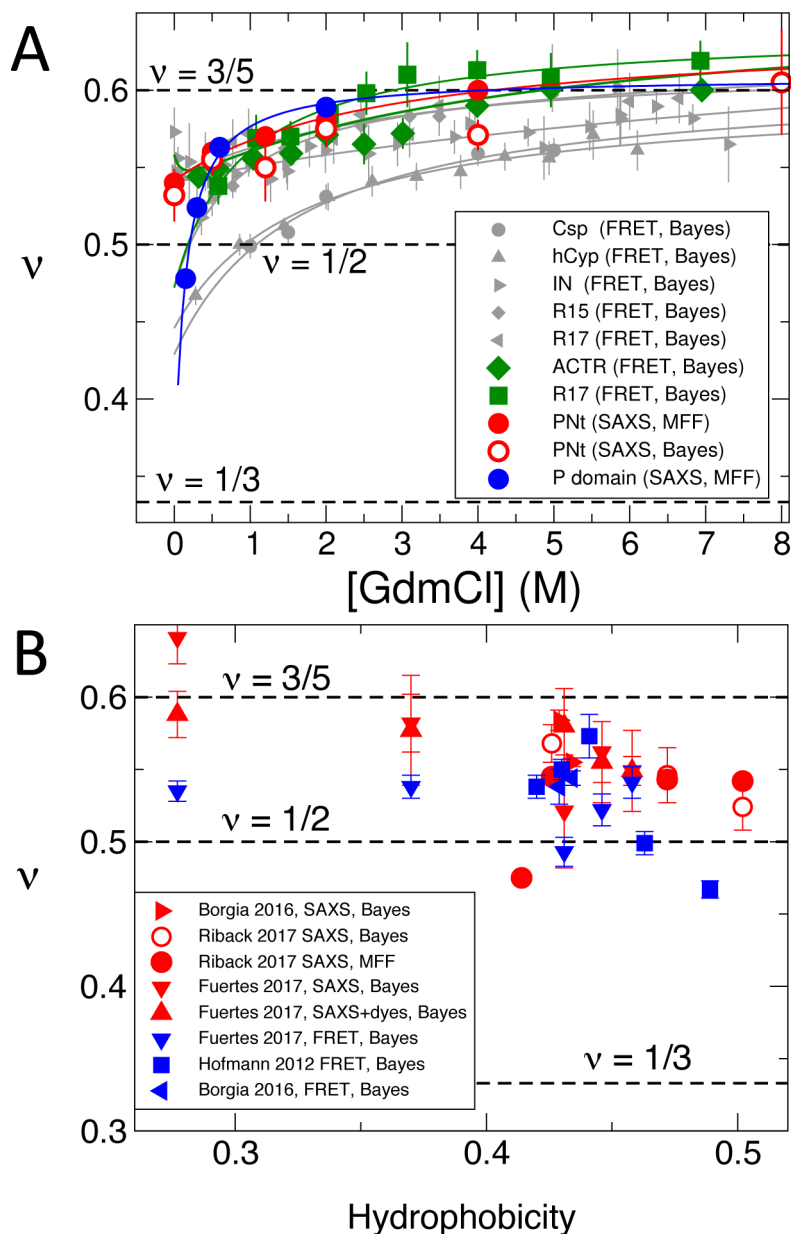 A
ν = 3/5
0.6
0.5
ν = 1/2
ν
0.4
ν = 1/3
Csp (FRET, Bayes)
hCyp (FRET, Bayes)
IN (FRET, Bayes)
R15 (FRET, Bayes)
R17 (FRET, Bayes)
ACTR (FRET, Bayes)
R17 (FRET, Bayes)
PNt (SAXS, MFF)
PNt (SAXS, Bayes)
P domain (SAXS, MFF)
0 1 2 3 4 5 6 7 8
[GdmCl] (M)
B
ν = 3/5
0.6
ν = 1/2
0.5
ν
Borgia 2016, SAXS, Bayes
Riback 2017 SAXS, Bayes
Riback 2017 SAXS, MFF
Fuertes 2017, SAXS, Bayes
Fuertes 2017, SAXS+dyes, Bayes
Fuertes 2017, FRET, Bayes
Hofmann 2012 FRET, Bayes
Borgia 2016, FRET, Bayes
0.4
ν = 1/3
0.3
0.3 0.4 0.5
Hydrophobicity